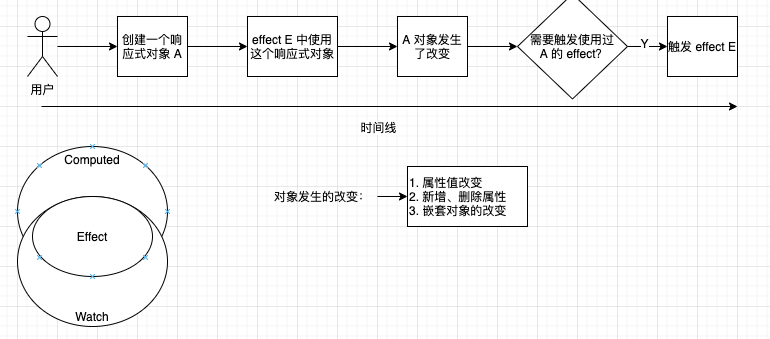 创建一个响
应式对象 A
effect E 中使用
这个响应式对象
A 对象发生
了改变
需要触发使用过
A 的 effect?
Y
触发 effect E
用户
时间线
Computed
Effect
Watch
对象发生的改变：
1. 属性值改变
2. 新增、删除属性
3. 嵌套对象的改变